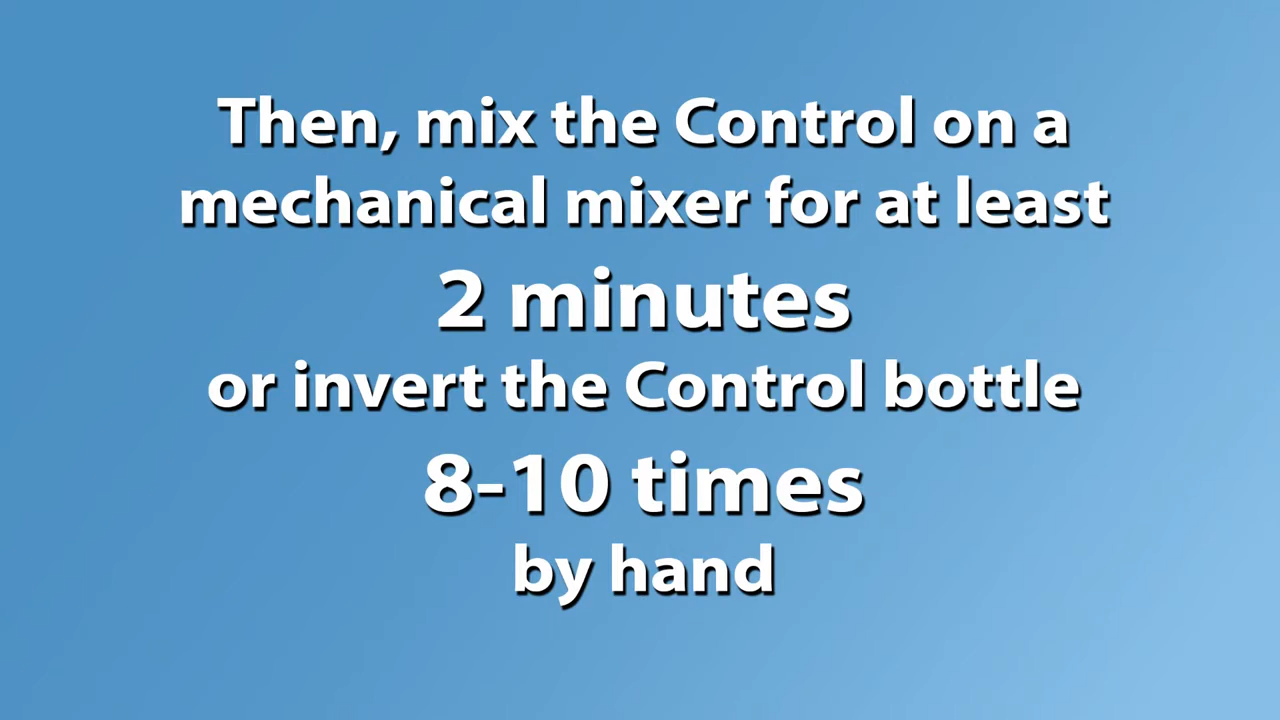 Then, mix the Control on a
mechanical mixer for at least
2 minutes
or invert the Control bottle
8-10 times
by hand